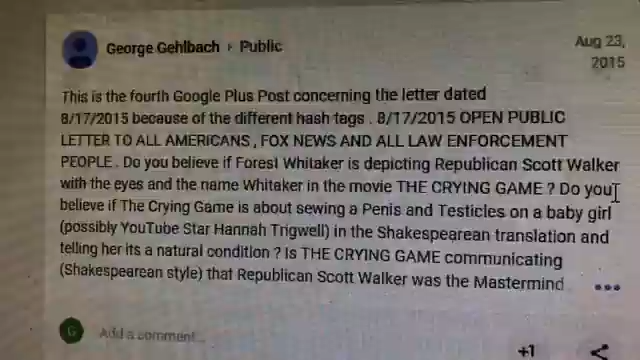 George Gehlbach ▸ Public
Aug 23,
2015
This is the fourth Google Plus Post concerning the letter dated
8/17/2015 because of the different hash tags . 8/17/2015 OPEN PUBLIC
LETTER TO ALL AMERICANS , FOX NEWS AND ALL LAW ENFORCEMENT
PEOPLE . Do you believe if Forest Whitaker is depicting Republican Scott Walker
with the eyes and the name Whitaker in the movie THE CRYING GAME ? Do you
believe if The Crying Game is about sewing a Penis and Testicles on a baby girl
(possibly YouTube Star Hannah Trigwell) in the Shakespearean translation and
telling her its a natural condition ? Is THE CRYING GAME communicating
(Shakespearean style) that Republican Scott Walker was the Mastermind
...
G
Add a comment...
+1